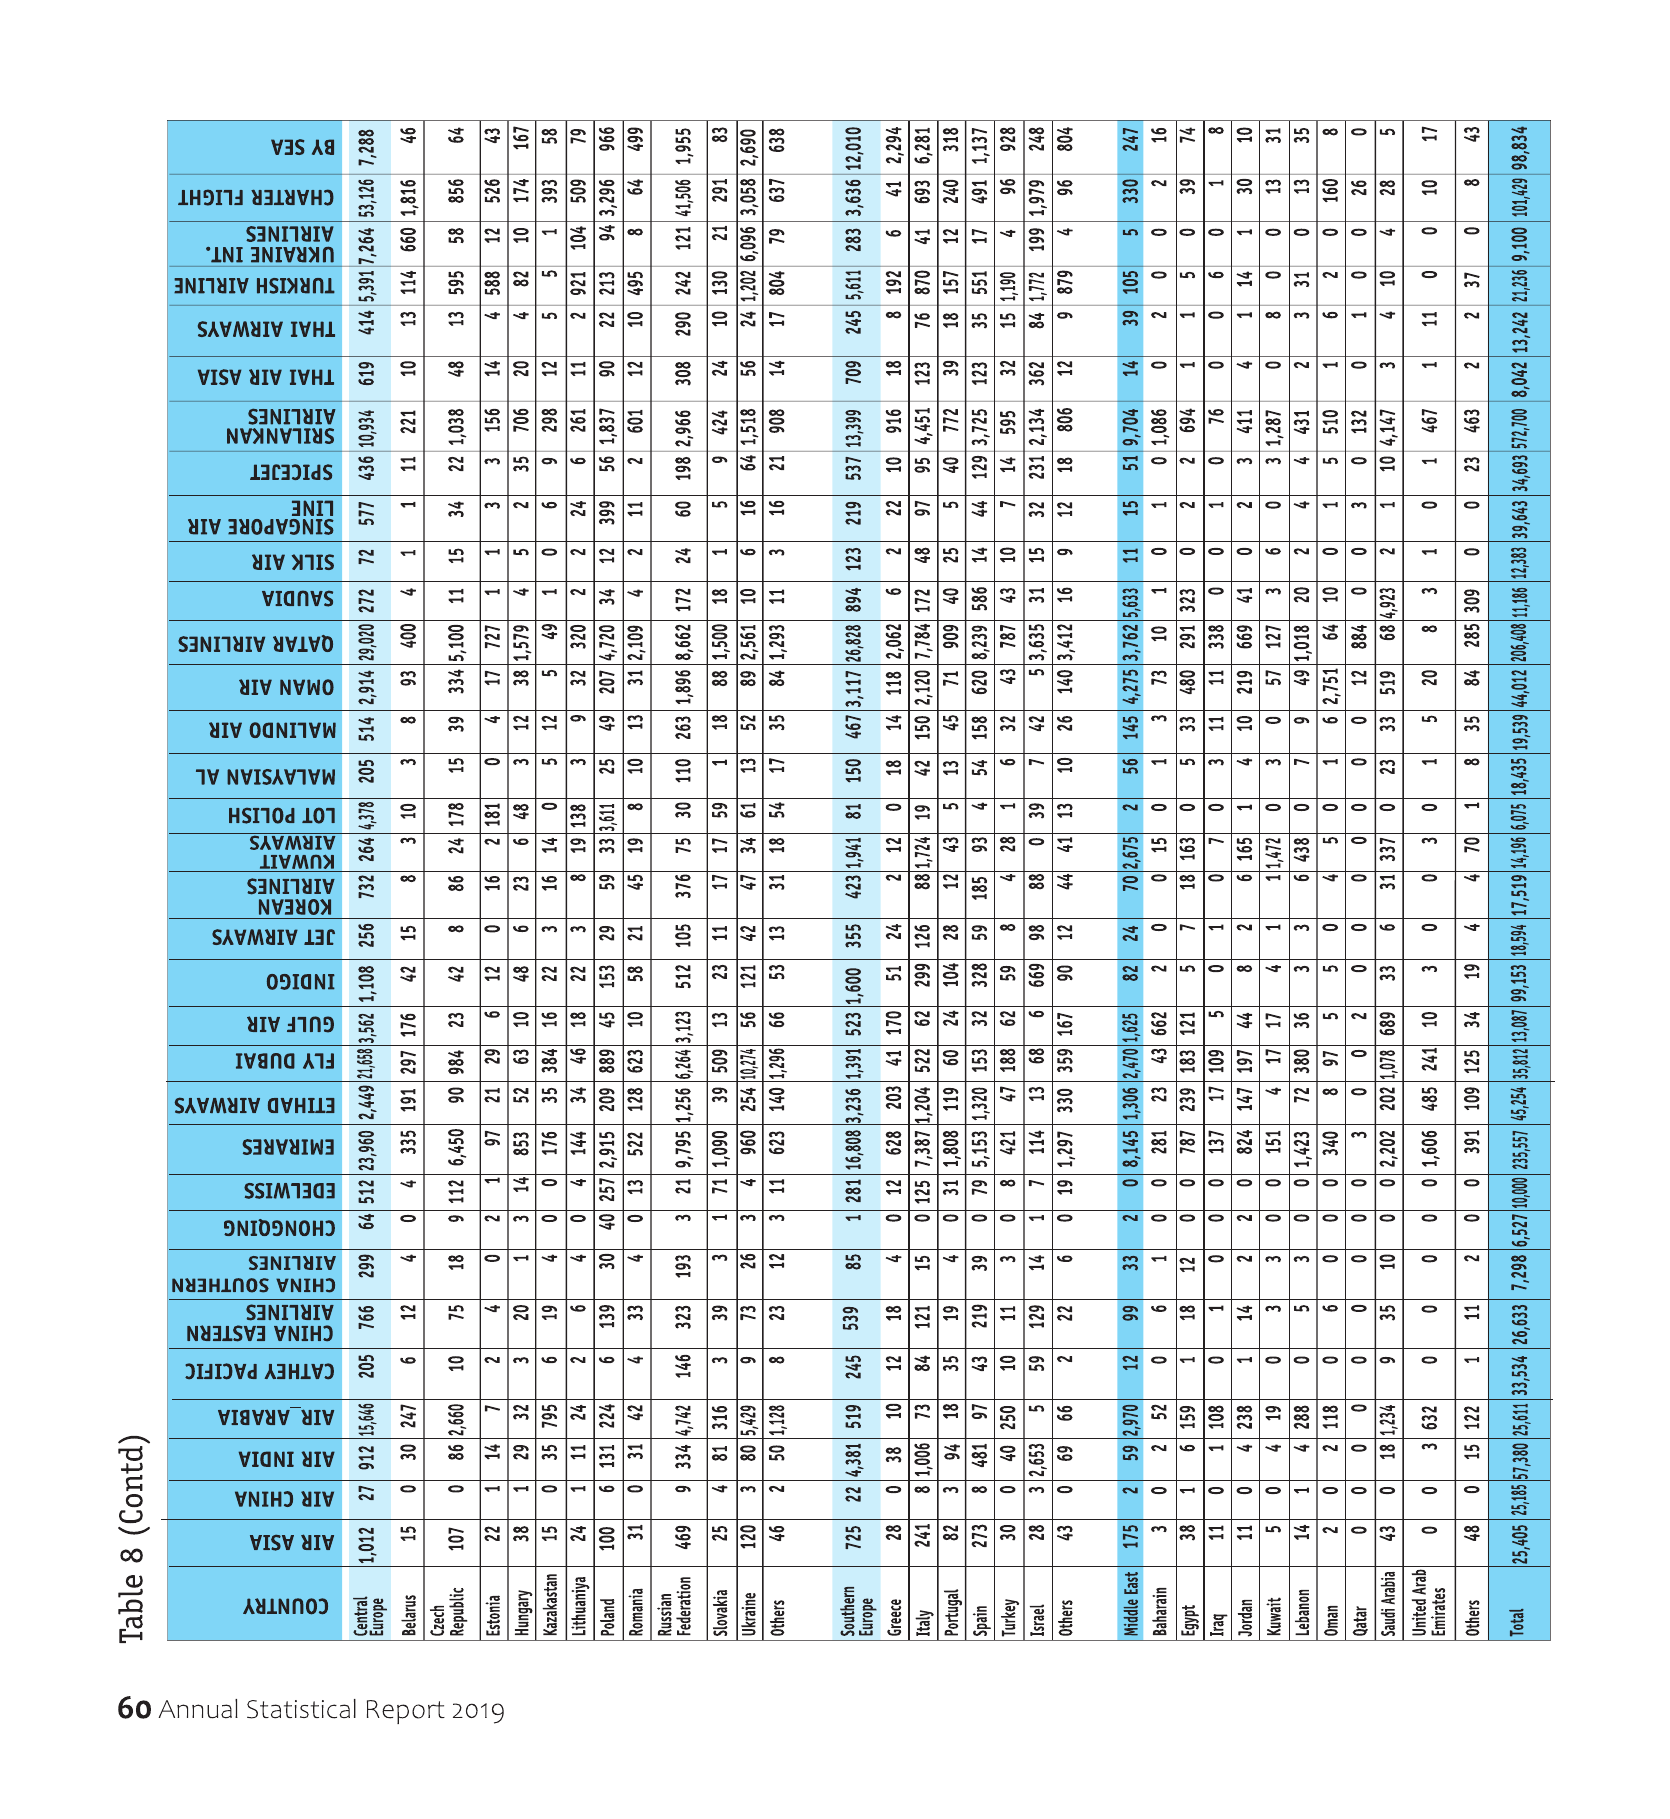 Table 8 (Contd)
COUNTRY AIR ASIA AIR CHINA AIR INDIA AIR_ARABIA CATHEY PACIFIC CHINA EASTERN AIRLINES CHINA SOUTHERN AIRLINES CHONGQING EDELWISS EMIRARES ETIHAD AIRWAYS FLY DUBAI GULF AIR INDIGO JET AIRWAYS KOREAN AIRLINES KUWAIT AIRWAYS LOT POLISH MALAYSIAN AL MALINDO AIR OMAN AIR QATAR AIRLINES SAUDIA SILK AIR SINGAPORE AIR LINE SPICEJET SRILANKAN AIRLINES THAI AIR ASIA THAI AIRWAYS TURKISH AIRLINE UKRAINE INT. AIRLINES CHARTER FLIGHT BY SEA
Central Europe 1,012 27 912 15,646 205 766 299 64 512 23,960 2,449 21,658 3,562 1,108 256 732 264 4,378 205 514 2,914 29,020 272 72 577 436 10,934 619 414 5,391 7,264 53,126 7,288
Belarus 15 0 30 247 6 12 4 0 4 335 191 297 176 42 15 8 3 10 3 8 93 400 4 1 1 11 221 10 13 114 660 1,816 46
Czech Republic 107 0 86 2,660 10 75 18 9 112 6,450 90 984 23 42 8 86 24 178 15 39 334 5,100 11 15 34 22 1,038 48 13 595 58 856 64
Estonia 22 1 14 7 2 4 0 2 1 97 21 29 6 12 0 16 2 181 0 4 17 727 1 1 3 3 156 14 4 588 12 526 43
Hungary 38 1 29 32 3 20 1 3 14 853 52 63 10 48 6 23 6 48 3 12 38 1,579 4 5 2 35 706 20 4 82 10 174 167
Kazakastan 15 0 35 795 6 19 4 0 0 176 35 384 16 22 3 16 14 0 5 12 5 49 1 0 6 9 298 12 5 5 1 393 58
Lithuaniya 24 1 11 24 2 6 4 0 4 144 34 46 18 22 3 8 19 138 3 9 32 320 2 2 24 6 261 11 2 921 104 509 79
Poland 100 6 131 224 6 139 30 40 257 2,915 209 889 45 153 29 59 33 3,611 25 49 207 4,720 34 12 399 56 1,837 90 22 213 94 3,296 966
Romania 31 0 31 42 4 33 4 0 13 522 128 623 10 58 21 45 19 8 10 13 31 2,109 4 2 11 2 601 12 10 495 8 64 499
Russian Federation 469 9 334 4,742 146 323 193 3 21 9,795 1,256 6,264 3,123 512 105 376 75 30 110 263 1,896 8,662 172 24 60 198 2,966 308 290 242 121 41,506 1,955
Slovakia 25 4 81 316 3 39 3 1 71 1,090 39 509 13 23 11 17 17 59 1 18 88 1,500 18 1 5 9 424 24 10 130 21 291 83
Ukraine 120 3 80 5,429 9 73 26 3 4 960 254 10,274 56 121 42 47 34 61 13 52 89 2,561 10 6 16 64 1,518 56 24 1,202 6,096 3,058 2,690
Others 46 2 50 1,128 8 23 12 3 11 623 140 1,296 66 53 13 31 18 54 17 35 84 1,293 11 3 16 21 908 14 17 804 79 637 638
Southern Europe 725 22 4,381 519 245 539 85 1 281 16,808 3,236 1,391 523 1,600 355 423 1,941 81 150 467 3,117 26,828 894 123 219 537 13,399 709 245 5,611 283 3,636 12,010
Greece 28 0 38 10 12 18 4 0 12 628 203 41 170 51 24 2 12 0 18 14 118 2,062 6 2 22 10 916 18 8 192 6 41 2,294
Italy 241 8 1,006 73 84 121 15 0 125 7,387 1,204 522 62 299 126 88 1,724 19 42 150 2,120 7,784 172 48 97 95 4,451 123 76 870 41 693 6,281
Portugal 82 3 94 18 35 19 4 0 31 1,808 119 60 24 104 28 12 43 5 13 45 71 909 40 25 5 40 772 39 18 157 12 240 318
Spain 273 8 481 97 43 219 39 0 79 5,153 1,320 153 32 328 59 185 93 4 54 158 620 8,239 586 14 44 129 3,725 123 35 551 17 491 1,137
Turkey 30 0 40 250 10 11 3 0 8 421 47 188 62 59 8 4 28 1 6 32 43 787 43 10 7 14 595 32 15 1,190 4 96 928
Israel 28 3 2,653 5 59 129 14 1 7 114 13 68 6 669 98 88 0 39 7 42 5 3,635 31 15 32 231 2,134 362 84 1,772 199 1,979 248
Others 43 0 69 66 2 22 6 0 19 1,297 330 359 167 90 12 44 41 13 10 26 140 3,412 16 9 12 18 806 12 9 879 4 96 804
Middle East 175 2 59 2,970 12 99 33 2 0 8,145 1,306 2,470 1,625 82 24 70 2,675 2 56 145 4,275 3,762 5,633 11 15 51 9,704 14 39 105 5 330 247
Baharain 3 0 2 52 0 6 1 0 0 281 23 43 662 2 0 0 15 0 1 3 73 10 1 0 1 0 1,086 0 2 0 0 2 16
Egypt 38 1 6 159 1 18 12 0 0 787 239 183 121 5 7 18 163 0 5 33 480 291 323 0 2 2 694 1 1 5 0 39 74
Iraq 11 0 1 108 0 1 0 0 0 137 17 109 5 0 1 0 7 0 3 11 11 338 0 0 1 0 76 0 0 6 0 1 8
Jordan 11 0 4 238 1 14 2 2 0 824 147 197 44 8 2 6 165 1 4 10 219 669 41 0 2 3 411 4 1 14 1 30 10
Kuwait 5 0 4 19 0 3 3 0 0 151 4 17 17 4 1 1 1,472 0 3 0 57 127 3 6 0 3 1,287 0 8 0 0 13 31
Lebanon 14 1 4 288 0 5 3 0 0 1,423 72 380 36 3 3 6 438 0 7 9 49 1,018 20 2 4 4 431 2 3 31 0 13 35
Oman 2 0 2 118 0 6 0 0 0 340 8 97 5 5 0 4 5 0 1 6 2,751 64 10 0 1 5 510 1 6 2 0 160 8
Qatar 0 0 0 0 0 0 0 0 0 3 0 0 2 0 0 0 0 0 0 0 12 884 0 0 3 0 132 0 1 0 0 26 0
Saudi Arabia 43 0 18 1,234 9 35 10 0 0 2,202 202 1,078 689 33 6 31 337 0 23 33 519 68 4,923 2 1 10 4,147 3 4 10 4 28 5
United Arab Emirates 0 0 3 632 0 0 0 0 0 1,606 485 241 10 3 0 0 3 0 1 5 20 8 3 1 0 1 467 1 11 0 0 10 17
Others 48 0 15 122 1 11 2 0 0 391 109 125 34 19 4 4 70 1 8 35 84 285 309 0 0 23 463 2 2 37 0 8 43
Total 25,405 25,185 57,380 25,611 33,534 26,633 7,298 6,527 10,000 235,557 45,254 35,812 13,087 99,153 18,594 17,519 14,196 6,075 18,435 19,539 44,012 206,408 11,186 12,383 39,643 34,693 572,700 8,042 13,242 21,236 9,100 101,429 98,834
60 Annual Statistical Report 2019